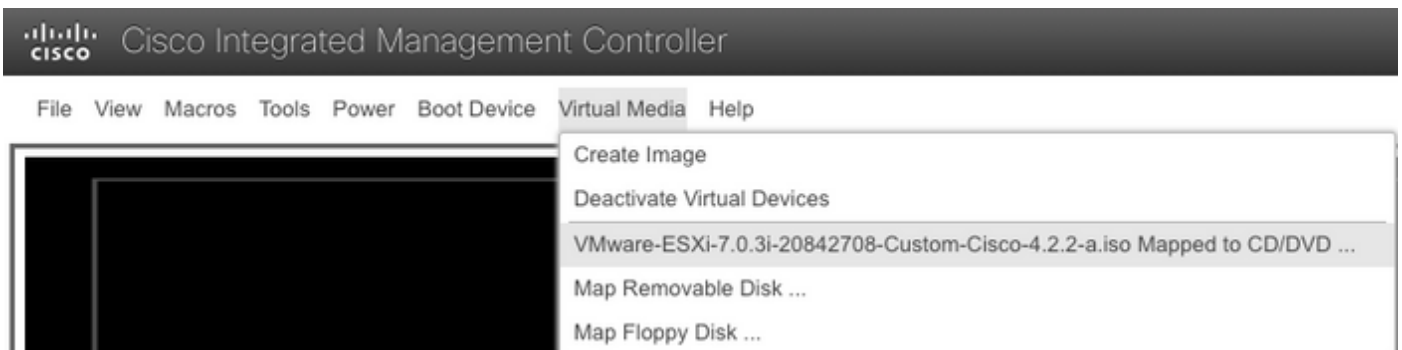 CISCO Cisco Integrated Management Controller
File View Macros Tools Power Boot Device Virtual Media Help
Create Image
Deactivate Virtual Devices
VMware-ESXi-7.0.3i-20842708-Custom-Cisco-4.2.2-a.iso Mapped to CD/DVD ...
Map Removable Disk ...
Map Floppy Disk ...